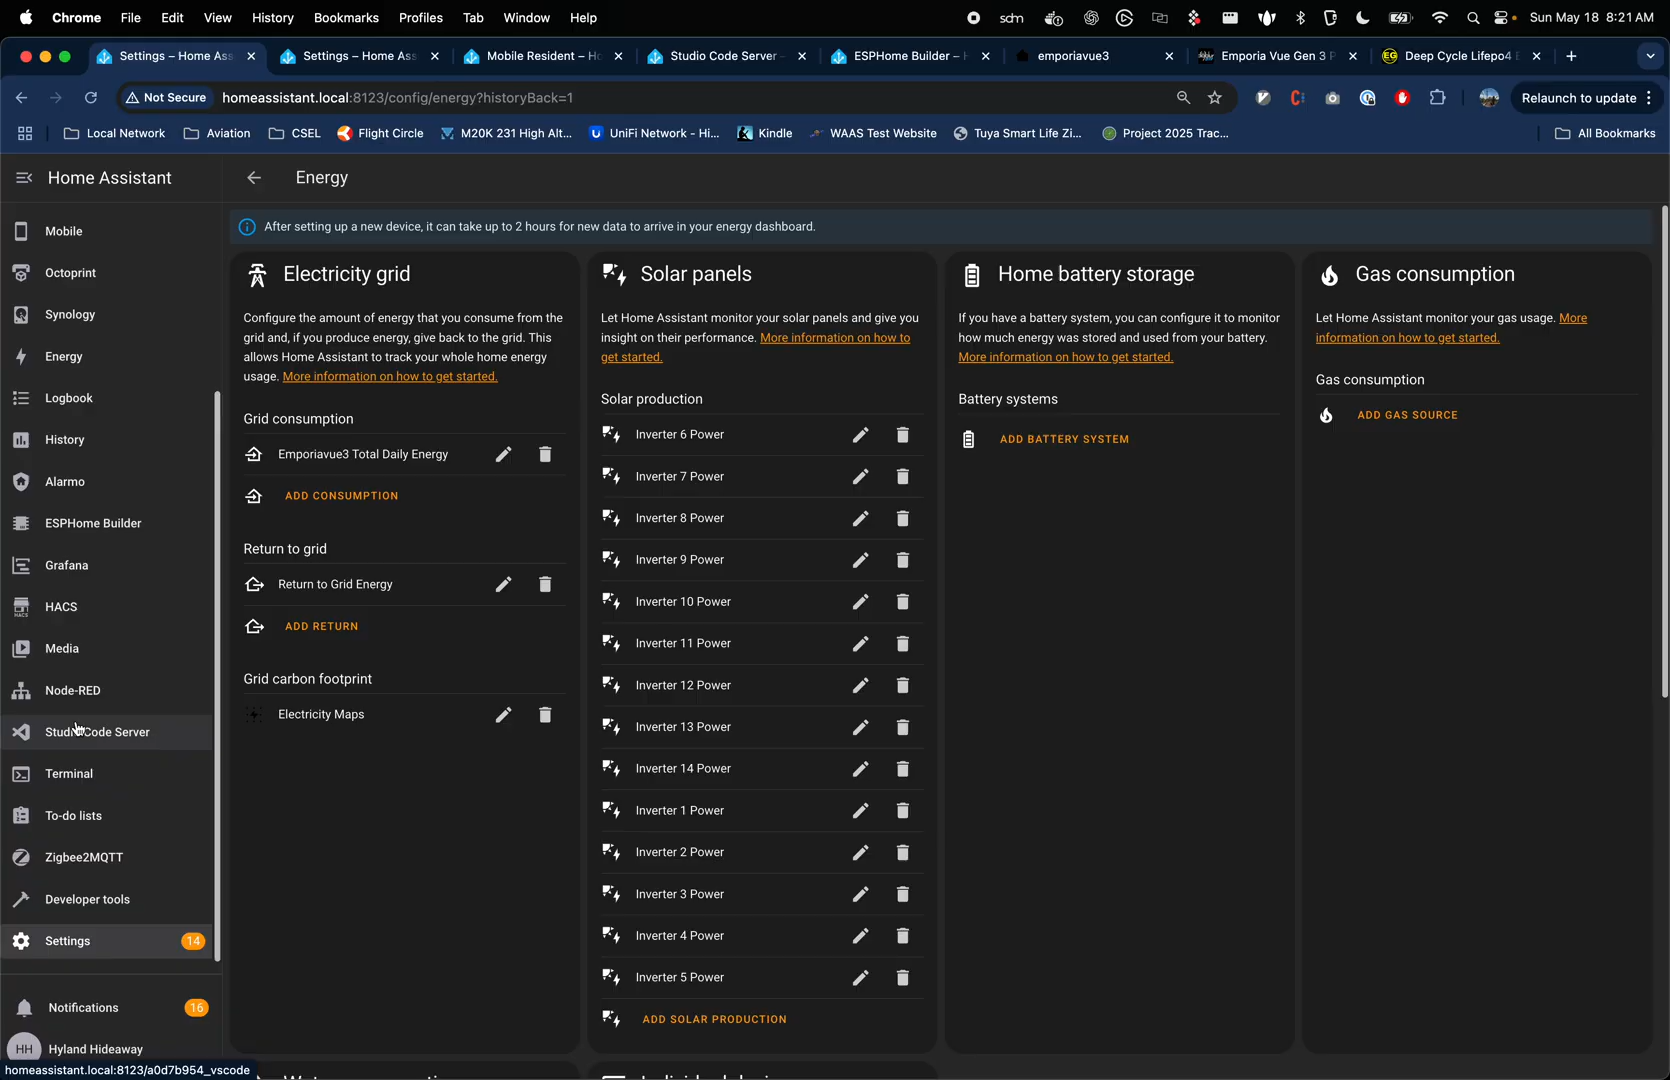 Chrome File Edit View History Bookmarks Profiles Tab Window Help
sdm Sun May 18 8:21 AM
Settings – Home Ass Settings – Home Ass Mobile Resident – Ho Studio Code Server ESPHome Builder – H emporiavue3 Emporia Vue Gen 3 P EG Deep Cycle Lifepo4
Not Secure homeassistant.local:8123/config/energy?historyBack=1 Relaunch to update
Local Network Aviation CSEL Flight Circle M20K 231 High Alt... UniFi Network - Hi... Kindle WAAS Test Website Tuya Smart Life Zi... Project 2025 Trac... All Bookmarks
Home Assistant
Mobile
Octoprint
Synology
Energy
Logbook
History
Alarmo
ESPHome Builder
Grafana
HACS
Media
Node-RED
Studio Code Server
Terminal
To-do lists
Zigbee2MQTT
Developer tools
Settings 14
Notifications 16
HH Hyland Hideaway
homeassistant.local:8123/a0d7b954_vscode
Energy
After setting up a new device, it can take up to 2 hours for new data to arrive in your energy dashboard.
Electricity grid
Configure the amount of energy that you consume from the
grid and, if you produce energy, give back to the grid. This
allows Home Assistant to track your whole home energy
usage. More information on how to get started.
Grid consumption
Emporiavue3 Total Daily Energy
ADD CONSUMPTION
Return to grid
Return to Grid Energy
ADD RETURN
Grid carbon footprint
Electricity Maps
Solar panels
Let Home Assistant monitor your solar panels and give you
insight on their performance. More information on how to
get started.
Solar production
Inverter 6 Power
Inverter 7 Power
Inverter 8 Power
Inverter 9 Power
Inverter 10 Power
Inverter 11 Power
Inverter 12 Power
Inverter 13 Power
Inverter 14 Power
Inverter 1 Power
Inverter 2 Power
Inverter 3 Power
Inverter 4 Power
Inverter 5 Power
ADD SOLAR PRODUCTION
Home battery storage
If you have a battery system, you can configure it to monitor
how much energy was stored and used from your battery.
More information on how to get started.
Battery systems
ADD BATTERY SYSTEM
Gas consumption
Let Home Assistant monitor your gas usage. More
information on how to get started.
Gas consumption
ADD GAS SOURCE